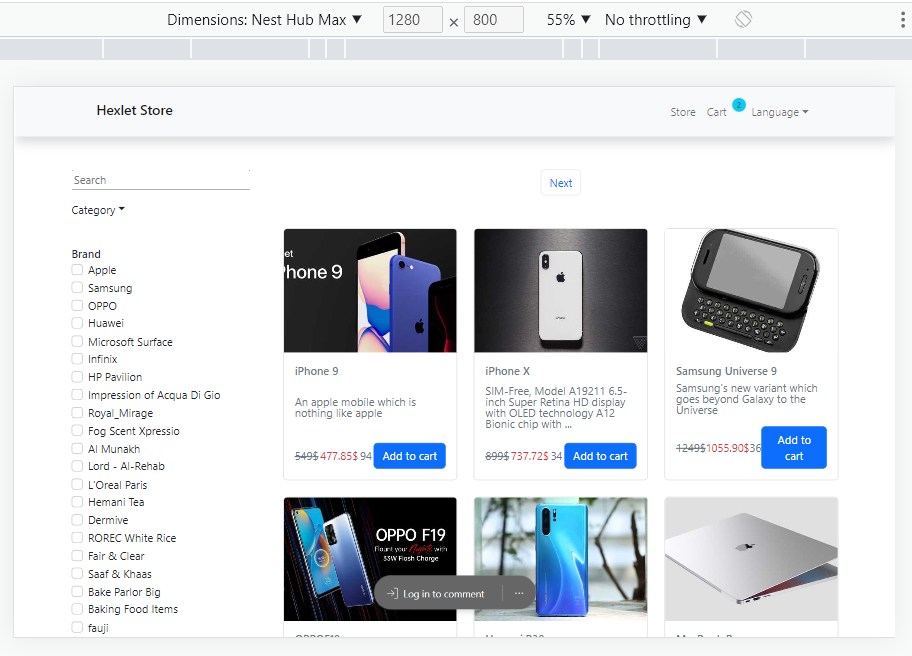 Dimensions: Nest Hub Max ▼ 1280 × 800 55% ▼ No throttling ▼
Hexlet Store
Store Cart 2 Language
Search
Next
Category
Brand
Apple
Samsung
OPPO
Huawei
Microsoft Surface
Infinix
HP Pavilion
Impression of Acqua Di Gio
Royal_Mirage
Fog Scent Xpressio
Al Munakh
Lord - Al-Rehab
L'Oreal Paris
Hemani Tea
Dermive
ROREC White Rice
Fair & Clear
Saaf & Khaas
Bake Parlor Big
Baking Food Items
fauji
et
Phone 9
iPhone 9
An apple mobile which is
nothing like apple
549$ 477.85$ 94 Add to cart
iPhone X
SIM-Free, Model A19211 6.5-
inch Super Retina HD display
with OLED technology A12
Bionic chip with ...
899$ 737.72$ 34 Add to cart
Samsung Universe 9
Samsung's new variant which
goes beyond Galaxy to the
Universe
1249$1055.90$36 Add to
cart
OPPO F19
Flaunt your Nights with
33W Flash Charge
Log in to comment ...